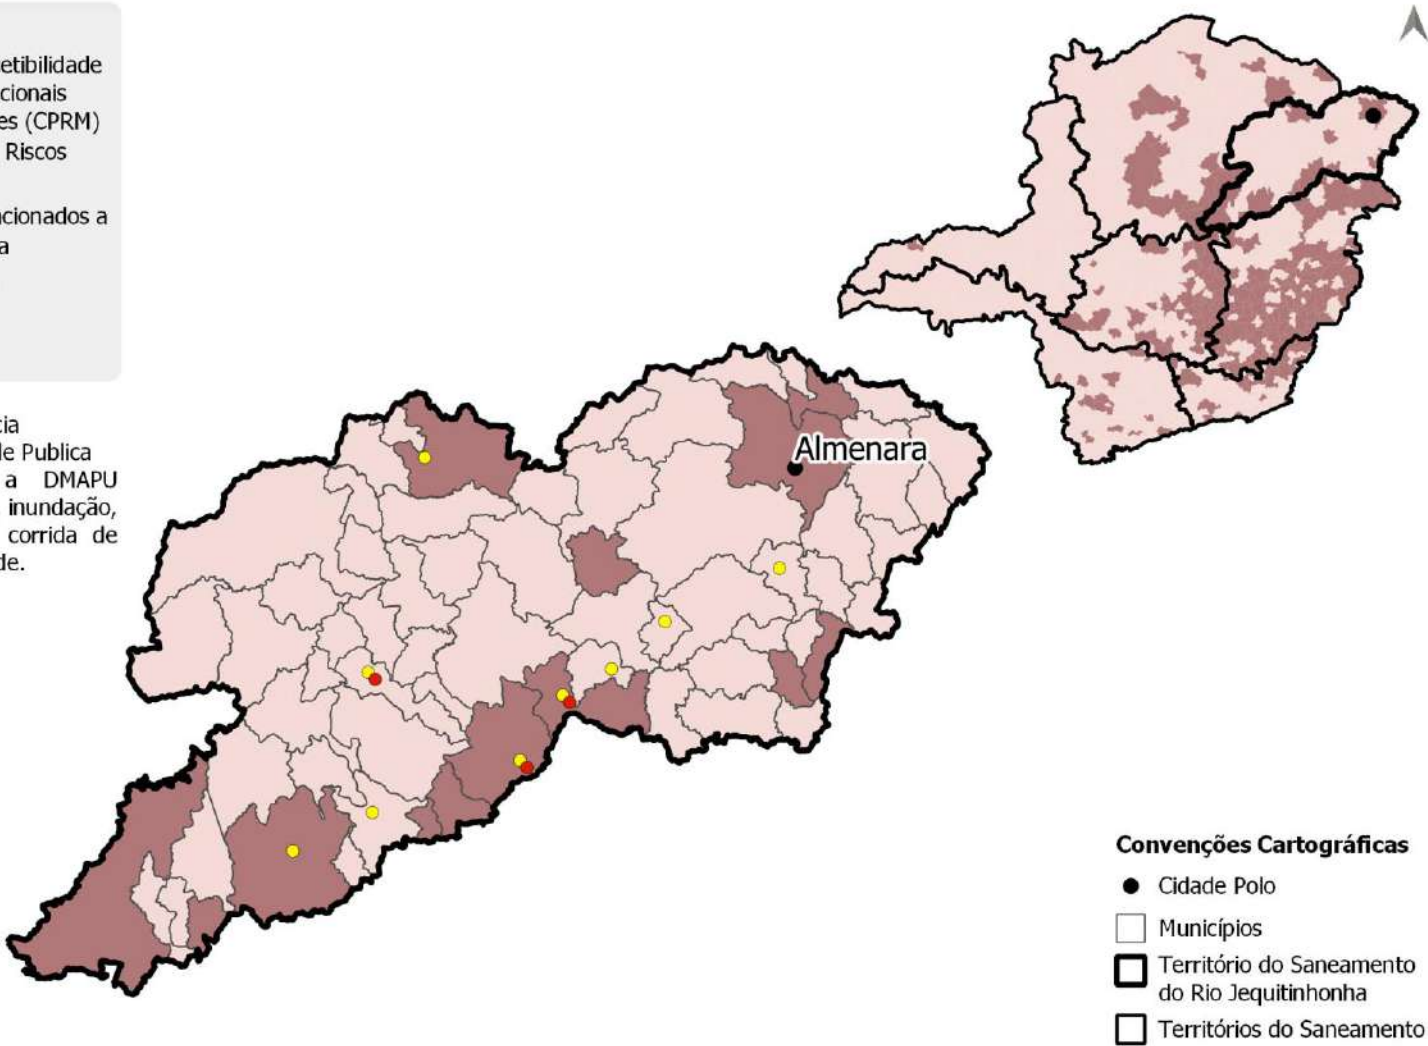 etibilidade
cionais
es (CPRM)
Riscos
cionados a
a
cia
de Publica
a DMAPU
inundação,
corrida de
de.
Almenara
Convenções Cartográficas
Cidade Polo
Municípios
Território do Saneamento
do Rio Jequitinhonha
Territórios do Saneamento